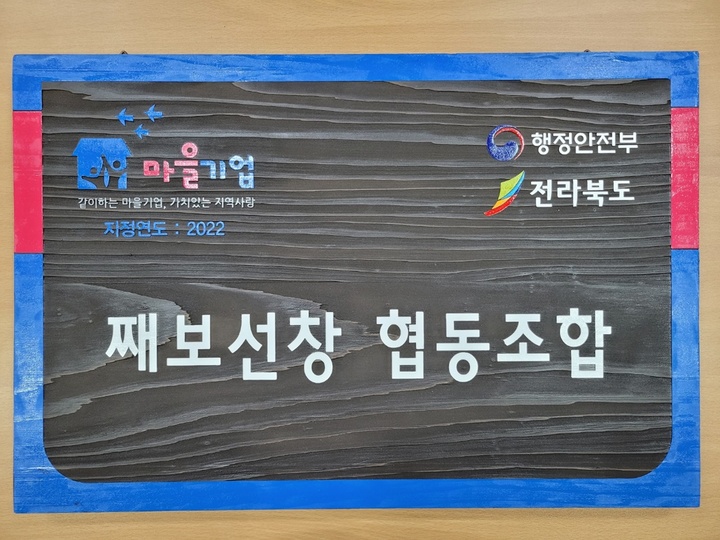 마을기업
같이하는 마을기업, 가치있는 지역사랑
지정연도 : 2022
행정안전부
전라북도
째보선창 협동조합